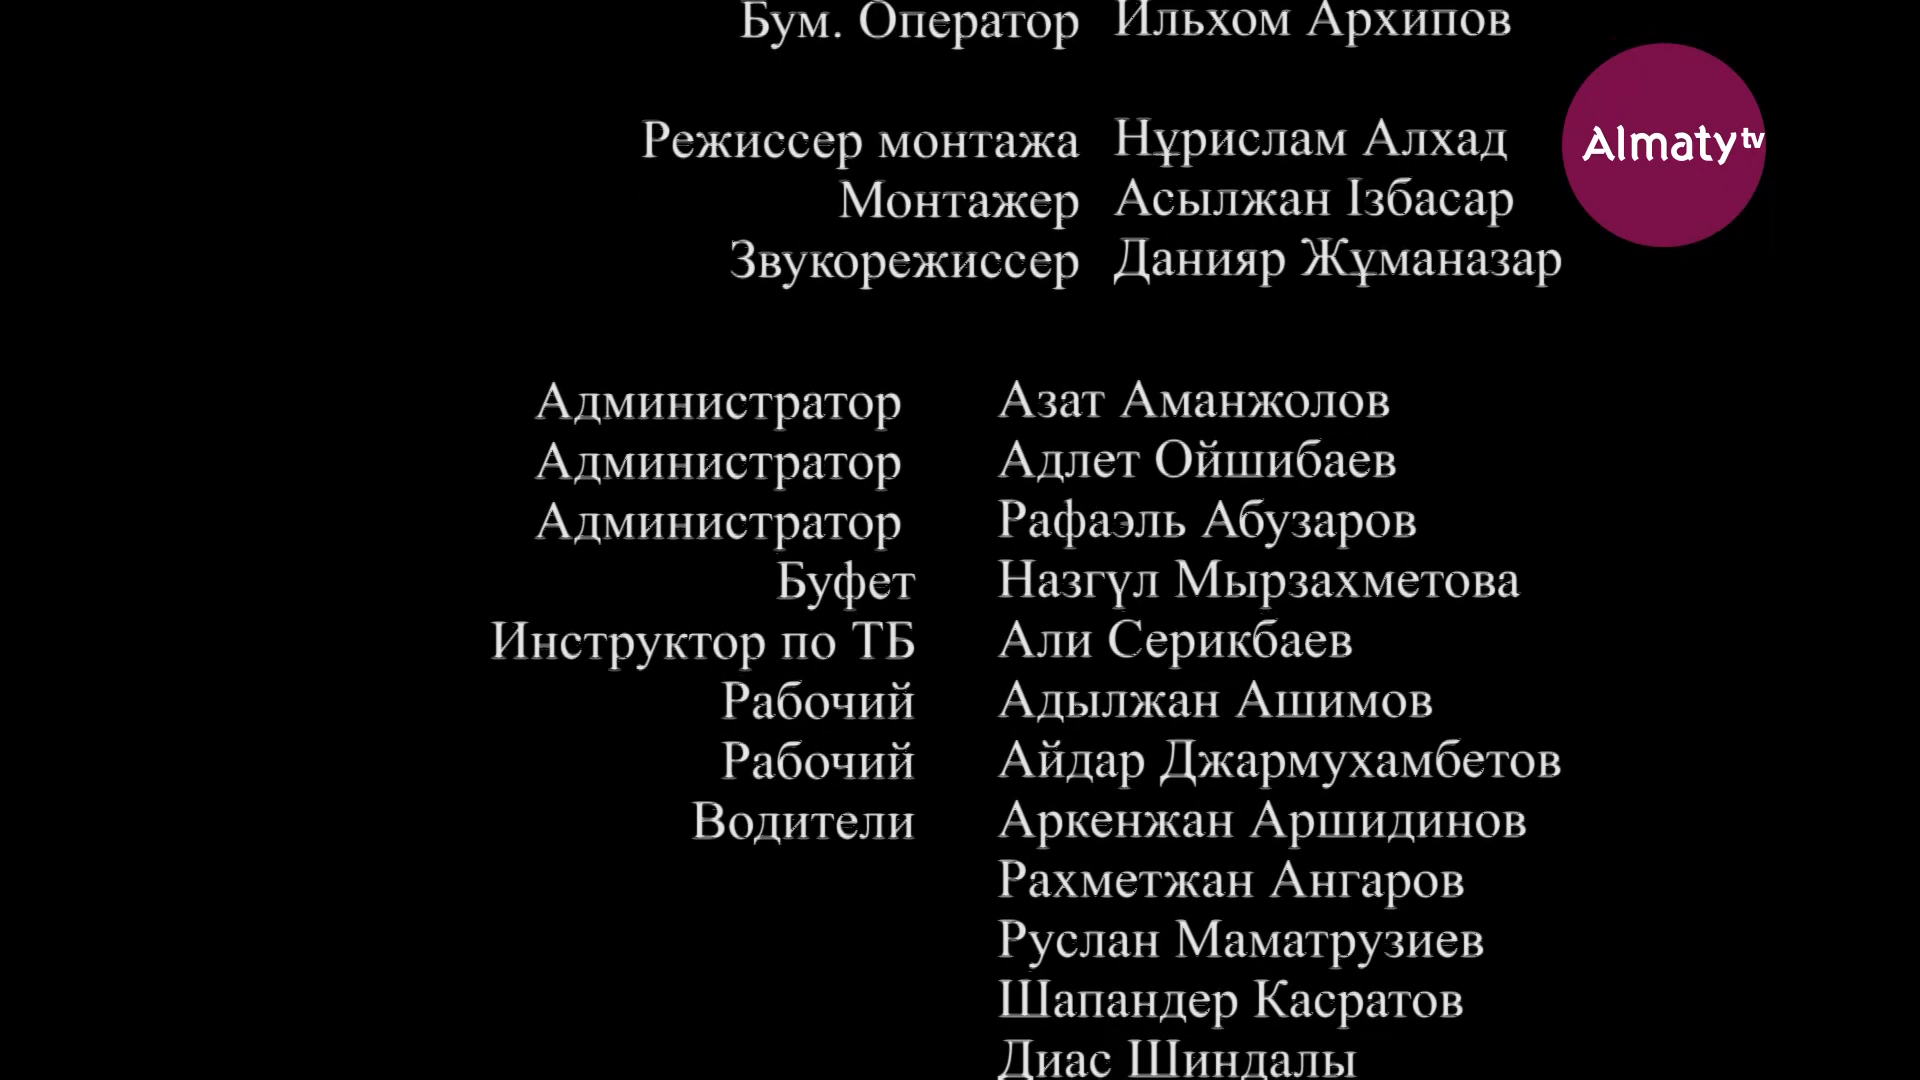 Бум. Оператор Ильхом Архипов
Almaty tv
Режиссер монтажа Нұрислам Алхад
Монтажер Асылжан Ізбасар
Звукорежиссер Данияр Жұманазар
Администратор Азат Аманжолов
Администратор Адлет Ойшибаев
Администратор Рафаэль Абузаров
Буфет Назгүл Мырзахметова
Инструктор по ТБ Али Серикбаев
Рабочий Адылжан Ашимов
Рабочий Айдар Джармухамбетов
Водители Аркенжан Аршидинов
Рахметжан Ангаров
Руслан Маматрузиев
Шапандер Касратов
Диас Шиндалы